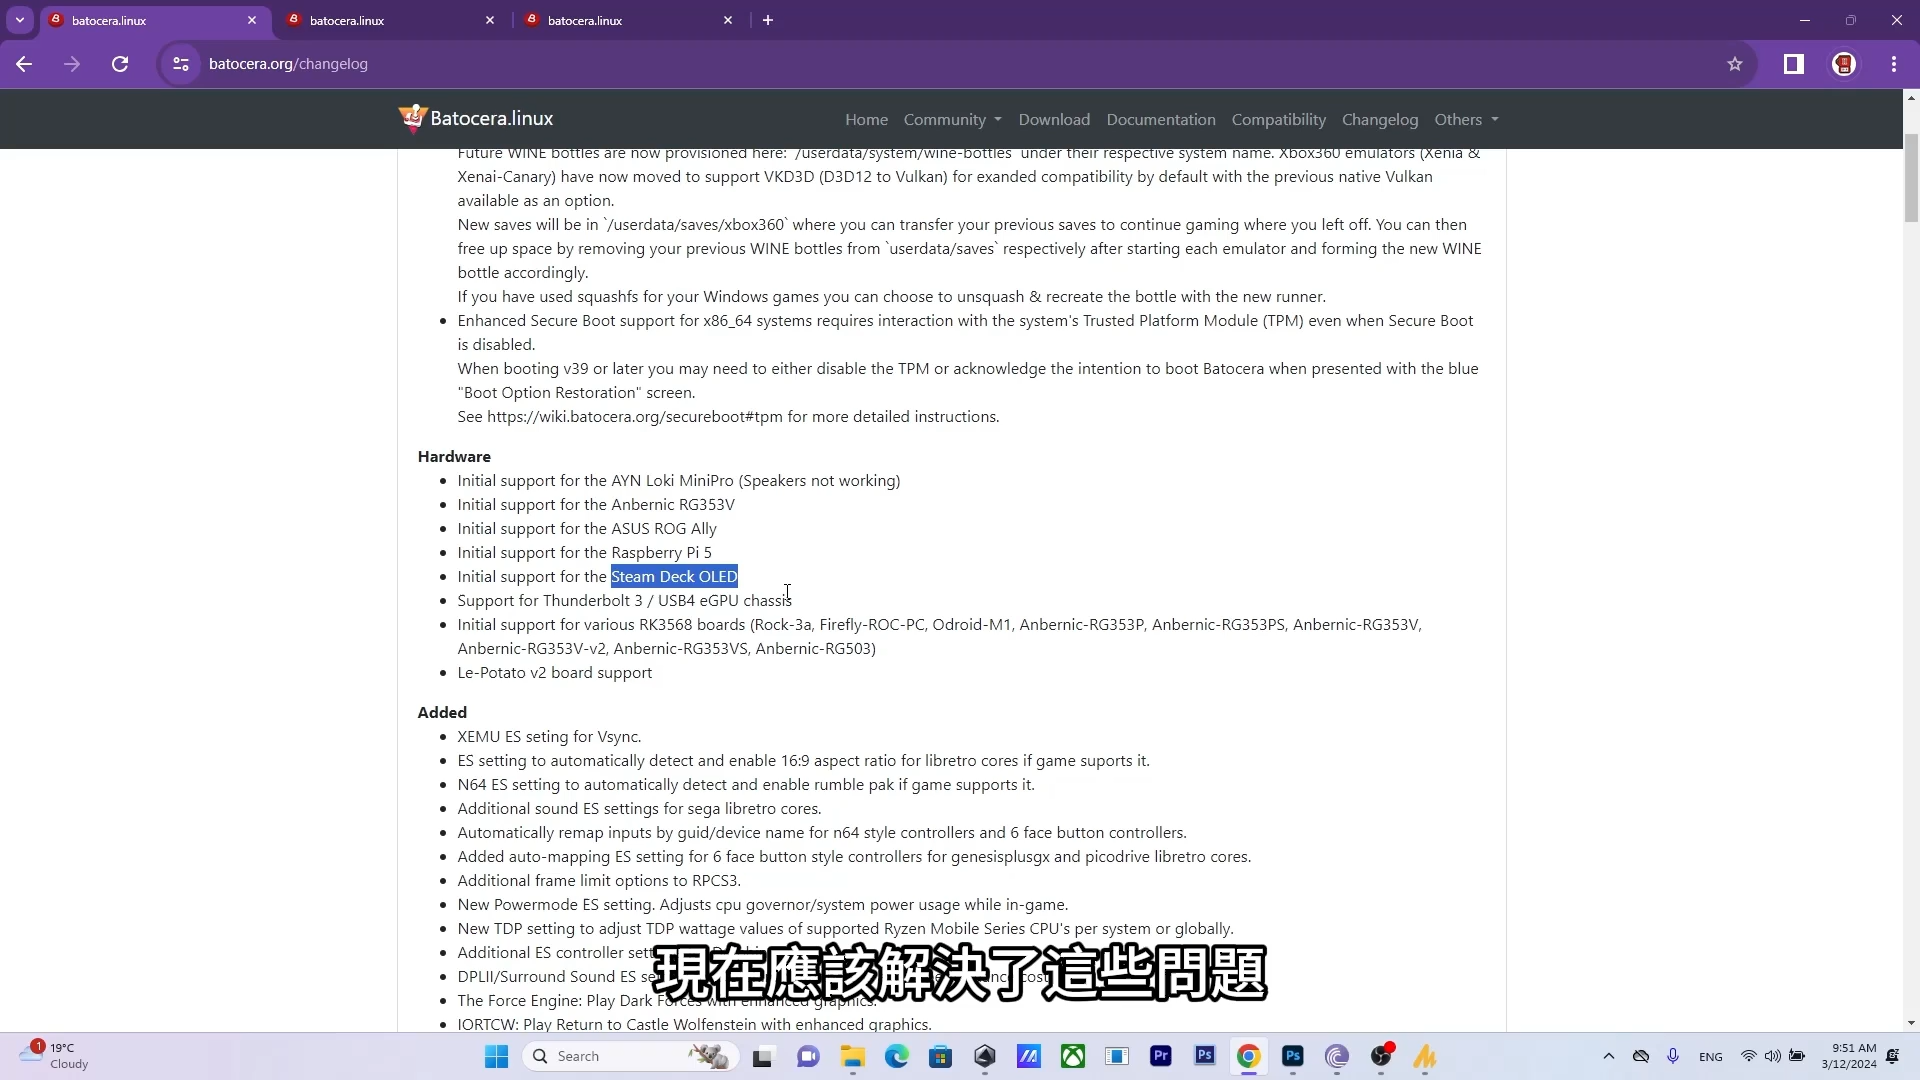 batocera.linux
batocera.linux
batocera.linux
batocera.org/changelog
Batocera.linux
Home
Community
Download
Documentation
Compatibility
Changelog
Others
Future WINE bottles are now provisioned here: `/userdata/system/wine-bottles` under their respective system name. Xbox360 emulators (Xenia &
Xenai-Canary) have now moved to support VKD3D (D3D12 to Vulkan) for exanded compatibility by default with the previous native Vulkan
available as an option.
New saves will be in `/userdata/saves/xbox360` where you can transfer your previous saves to continue gaming where you left off. You can then
free up space by removing your previous WINE bottles from `userdata/saves` respectively after starting each emulator and forming the new WINE
bottle accordingly.
If you have used squashfs for your Windows games you can choose to unsquash & recreate the bottle with the new runner.
Enhanced Secure Boot support for x86_64 systems requires interaction with the system's Trusted Platform Module (TPM) even when Secure Boot
is disabled.
When booting v39 or later you may need to either disable the TPM or acknowledge the intention to boot Batocera when presented with the blue
"Boot Option Restoration" screen.
See https://wiki.batocera.org/secureboot#tpm for more detailed instructions.
Hardware
Initial support for the AYN Loki MiniPro (Speakers not working)
Initial support for the Anbernic RG353V
Initial support for the ASUS ROG Ally
Initial support for the Raspberry Pi 5
Initial support for the Steam Deck OLED
Support for Thunderbolt 3 / USB4 eGPU chassis
Initial support for various RK3568 boards (Rock-3a, Firefly-ROC-PC, Odroid-M1, Anbernic-RG353P, Anbernic-RG353PS, Anbernic-RG353V,
Anbernic-RG353V-v2, Anbernic-RG353VS, Anbernic-RG503)
Le-Potato v2 board support
Added
XEMU ES seting for Vsync.
ES setting to automatically detect and enable 16:9 aspect ratio for libretro cores if game suports it.
N64 ES setting to automatically detect and enable rumble pak if game supports it.
Additional sound ES settings for sega libretro cores.
Automatically remap inputs by guid/device name for n64 style controllers and 6 face button controllers.
Added auto-mapping ES setting for 6 face button style controllers for genesisplusgx and picodrive libretro cores.
Additional frame limit options to RPCS3.
New Powermode ES setting. Adjusts cpu governor/system power usage while in-game.
New TDP setting to adjust TDP wattage values of supported Ryzen Mobile Series CPU's per system or globally.
Additional ES controller
DPLII/Surround Sound ES
現在應該解決了這些問題
The Force Engine: Play Dark Forces with enhanced graphics.
IORTCW: Play Return to Castle Wolfenstein with enhanced graphics.
1
19°C
Cloudy
Search
Pr
Ps
Ps
ENG
9:51 AM
3/12/2024